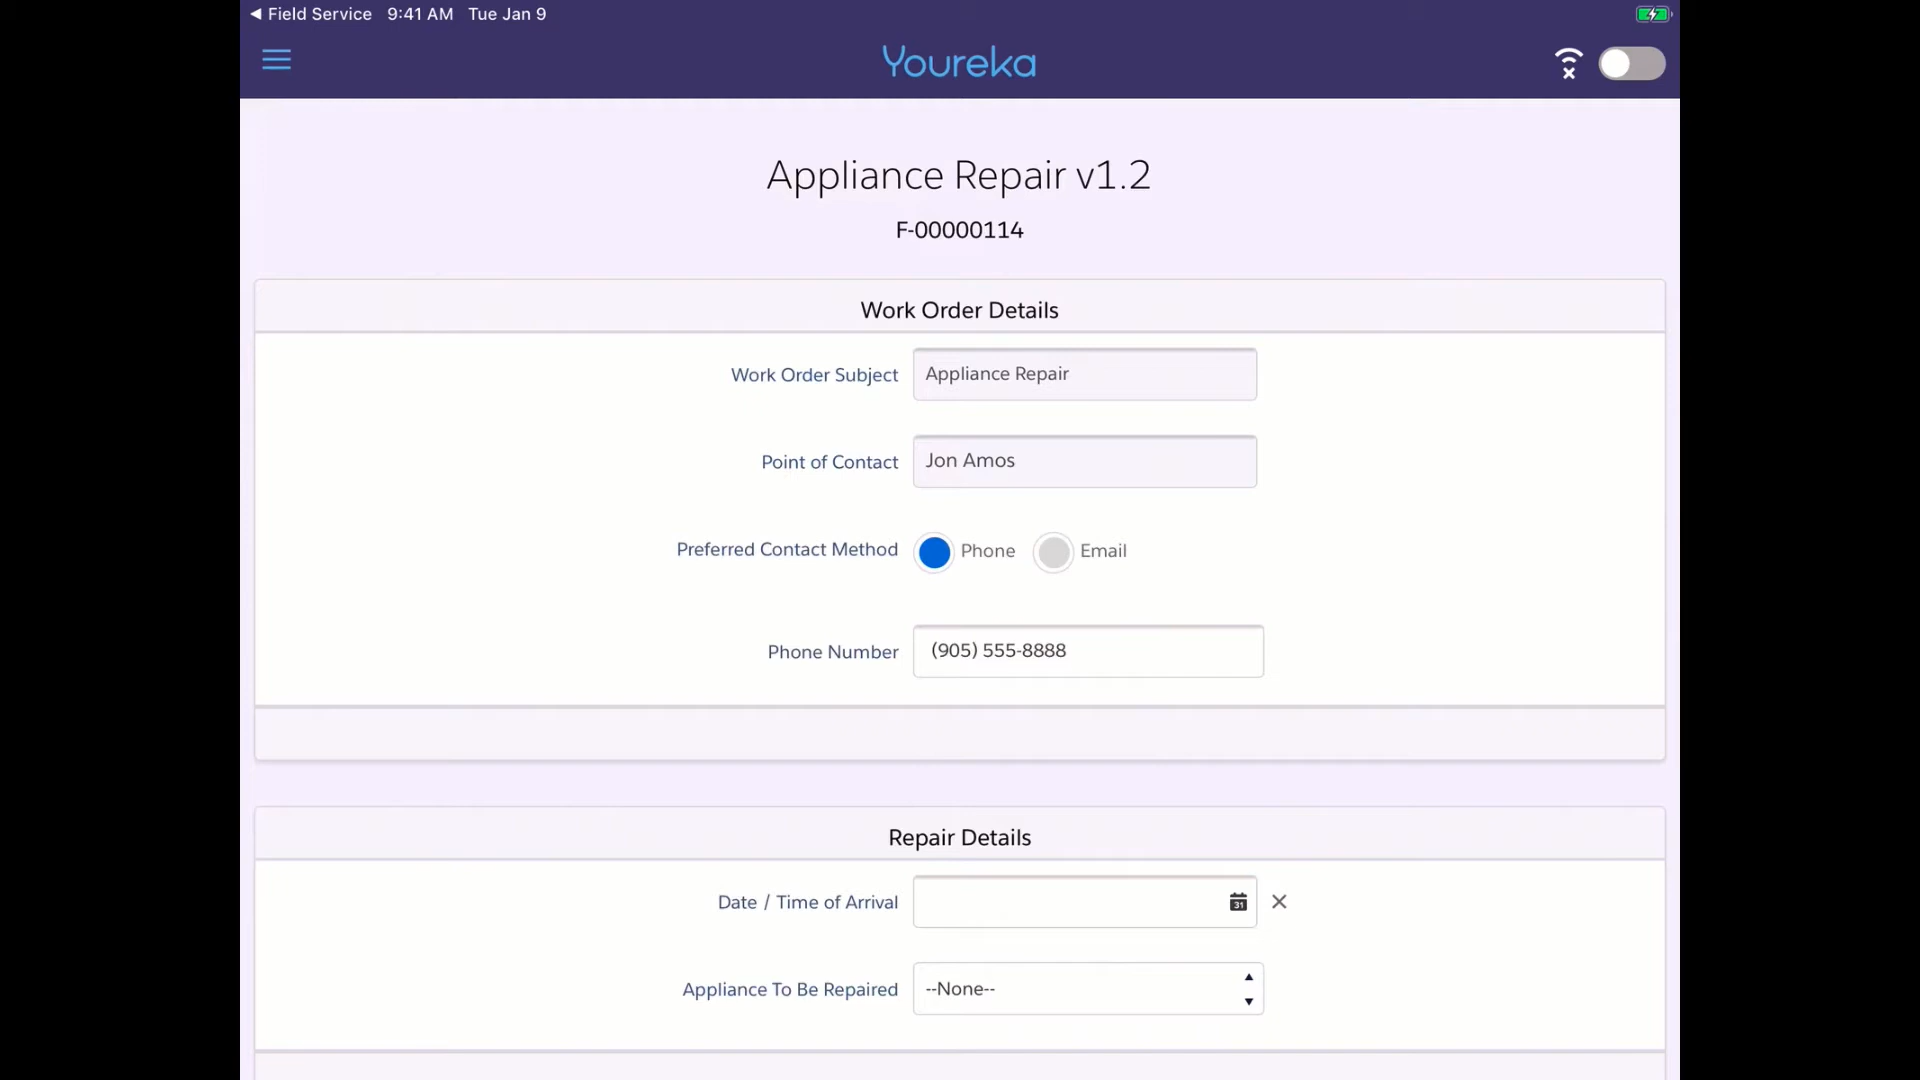 ◀ Field Service 9:41 AM Tue Jan 9
Youreka
Appliance Repair v1.2
F-00000114
Work Order Details
Work Order Subject Appliance Repair
Point of Contact Jon Amos
Preferred Contact Method Phone Email
Phone Number (905) 555-8888
Repair Details
Date / Time of Arrival 31
Appliance To Be Repaired --None--